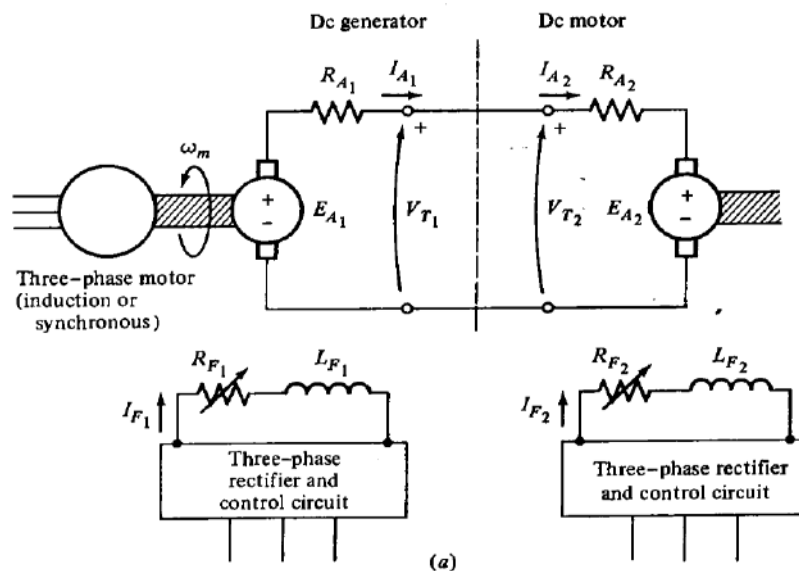 Dc generator
Dc motor
R_A1
I_A1
I_A2
R_A2
+
+
ω_m
+
-
E_A1
V_T1
V_T2
E_A2
+
-
Three-phase motor
(induction or
synchronous)
R_F1
L_F1
I_F1
Three-phase
rectifier and
control circuit
R_F2
L_F2
I_F2
Three-phase rectifier
and control circuit
(a)